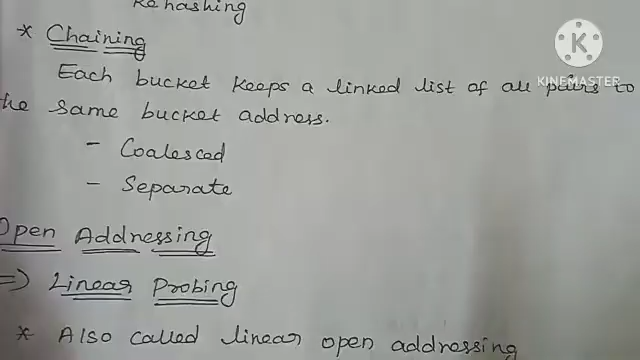 Rehashing
* Chaining
Each bucket keeps a linked list of all pairs to
the same bucket address.
- Coalesced
- Separate
Open Addressing
=> Linear Probing
* Also called linear open addressing
KINEMASTER